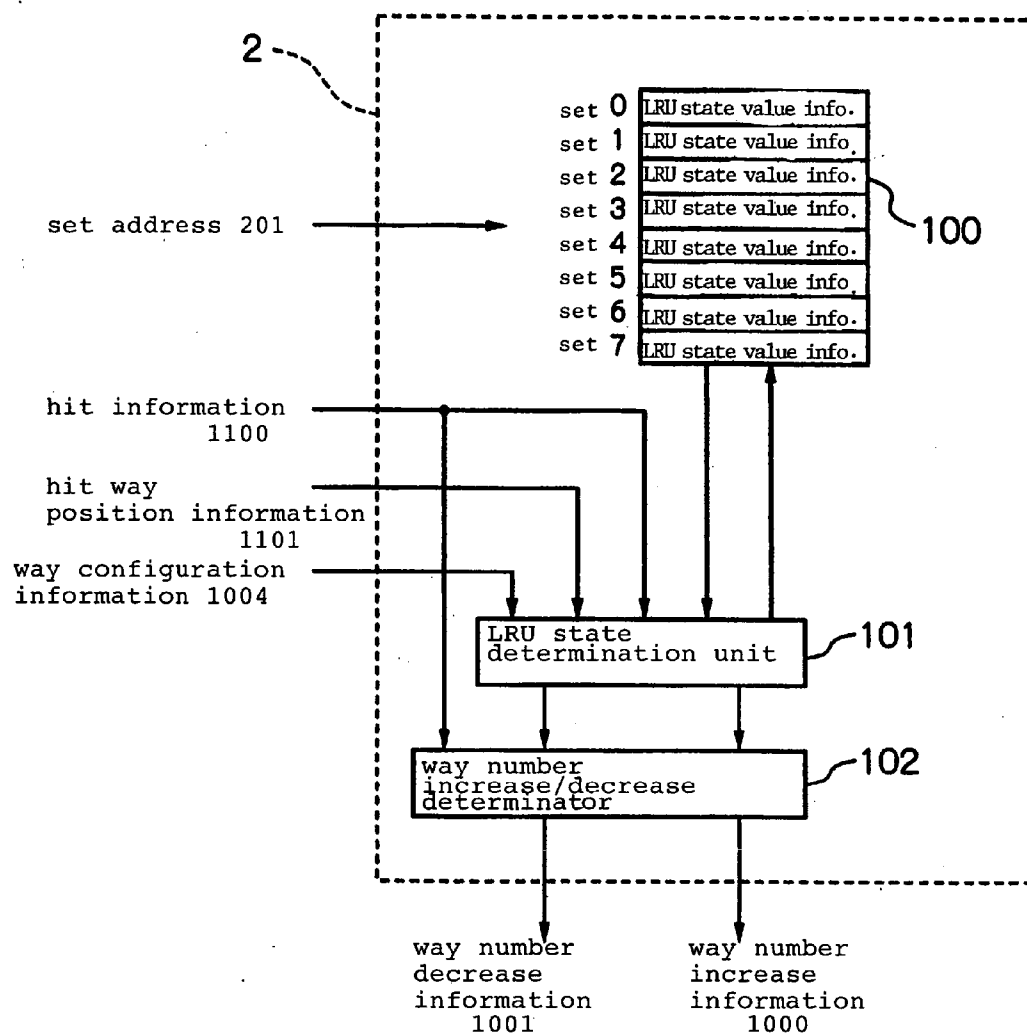 2
set 0 LRU state value info.
set 1 LRU state value info.
set 2 LRU state value info.
set 3 LRU state value info.
set 4 LRU state value info.
set 5 LRU state value info.
set 6 LRU state value info.
set 7 LRU state value info.
100
set address 201
hit information
1100
hit way
position information
1101
way configuration
information 1004
LRU state
determination unit
101
way number
increase/decrease
determinator
102
way number
decrease
information
1001
way number
increase
information
1000